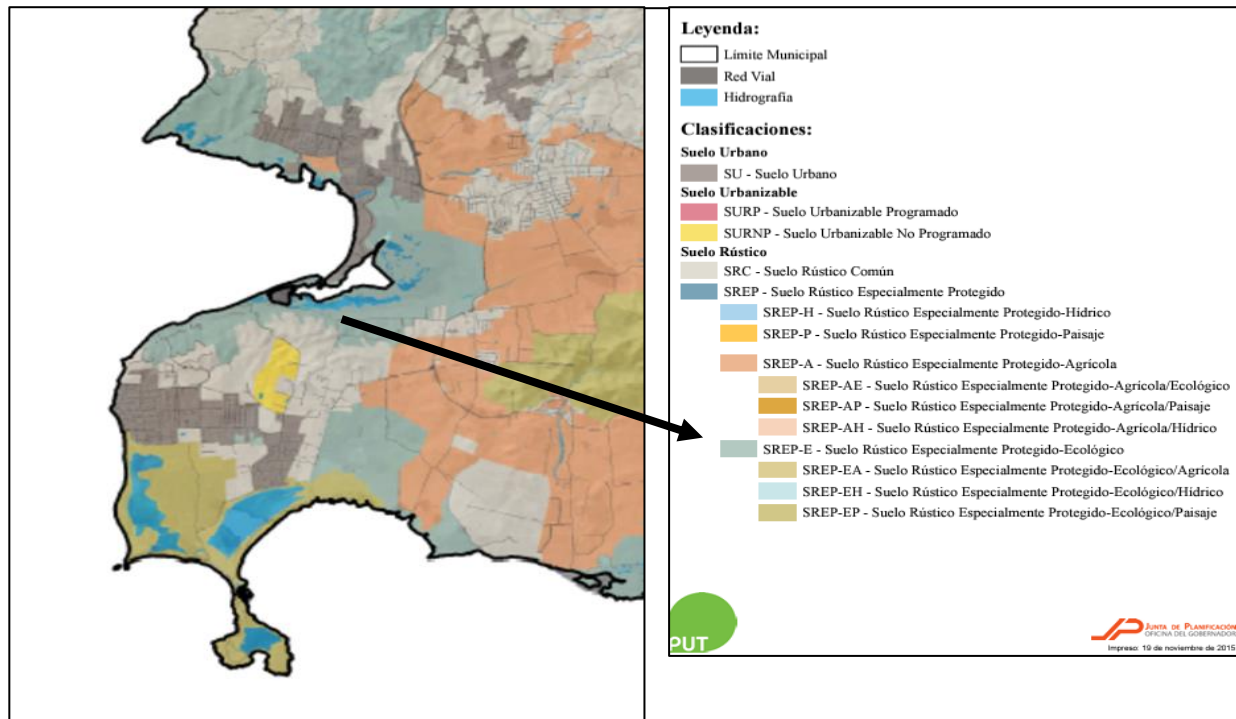 Leyenda:
Límite Municipal
Red Vial
Hidrografía
Clasificaciones:
Suelo Urbano
SU - Suelo Urbano
Suelo Urbanizable
SURP - Suelo Urbanizable Programado
SURNP - Suelo Urbanizable No Programado
Suelo Rústico
SRC - Suelo Rústico Común
SREP - Suelo Rústico Especialmente Protegido
SREP-H - Suelo Rústico Especialmente Protegido-Hídrico
SREP-P - Suelo Rústico Especialmente Protegido-Paisaje
SREP-A - Suelo Rústico Especialmente Protegido-Agrícola
SREP-AE - Suelo Rústico Especialmente Protegido-Agrícola/Ecológico
SREP-AP - Suelo Rústico Especialmente Protegido-Agrícola/Paisaje
SREP-AH - Suelo Rústico Especialmente Protegido-Agrícola/Hídrico
SREP-E - Suelo Rústico Especialmente Protegido-Ecológico
SREP-EA - Suelo Rústico Especialmente Protegido-Ecológico/Agrícola
SREP-EH - Suelo Rústico Especialmente Protegido-Ecológico/Hídrico
SREP-EP - Suelo Rústico Especialmente Protegido-Ecológico/Paisaje
PUT
JP JUNTA DE PLANIFICACIÓN
OFICINA DEL GOBERNADOR
Impreso: 19 de noviembre de 2015